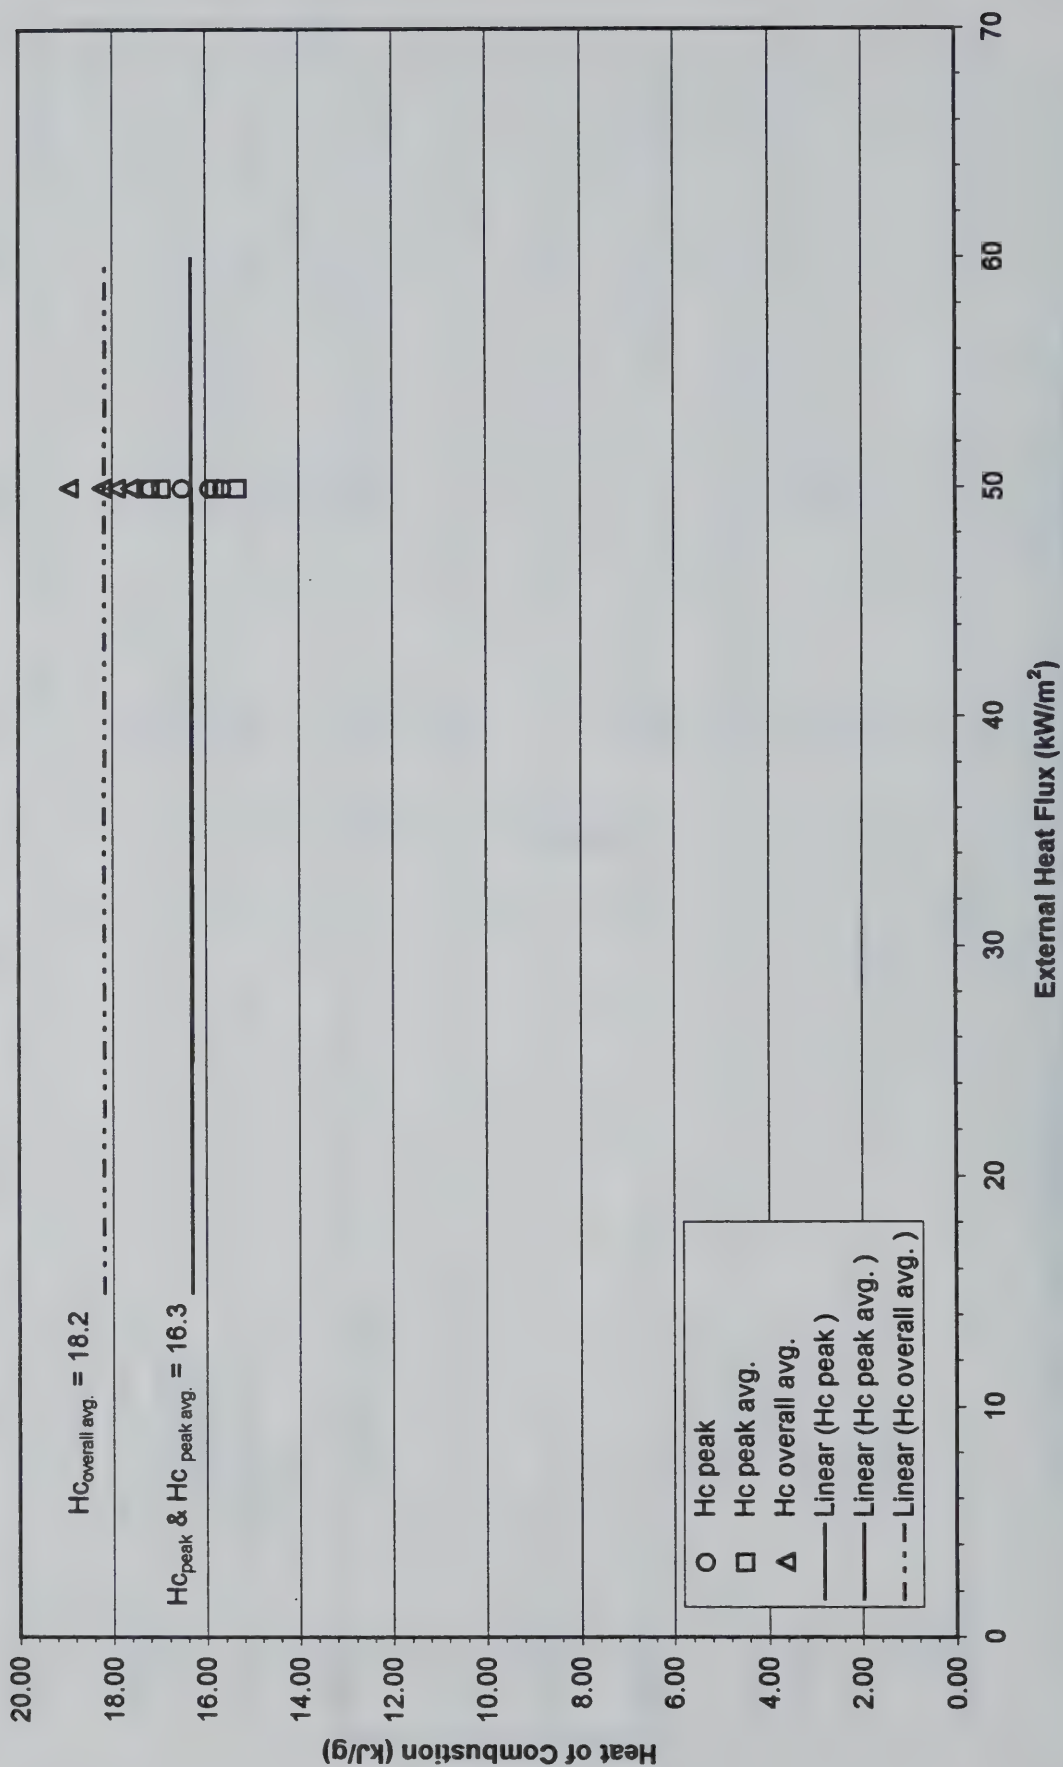 20.00
18.00
16.00
14.00
12.00
10.00
8.00
6.00
4.00
2.00
0.00
Heat of Combustion (kJ/g)
Hc overall avg. = 18.2
Hc peak & Hc peak avg. = 16.3
Hc peak
Hc peak avg.
Hc overall avg.
Linear (Hc peak )
Linear (Hc peak avg. )
Linear (Hc overall avg. )
0
10
20
30
40
50
60
70
External Heat Flux (kW/m²)